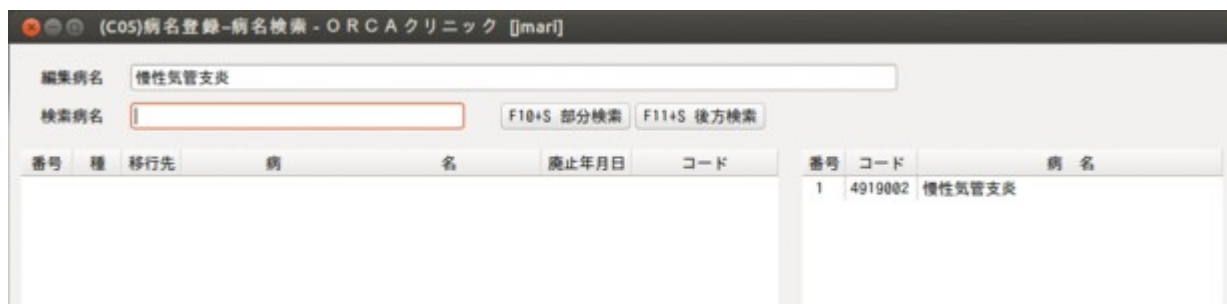 (C05)病名登録−病名検索 - ＯＲＣＡクリニック [jmari]
編集病名 慢性気管支炎
検索病名 F10+S 部分検索 F11+S 後方検索
番号 種 移行先 病 名 廃止年月日 コード 番号 コード 病 名
1 4919002 慢性気管支炎